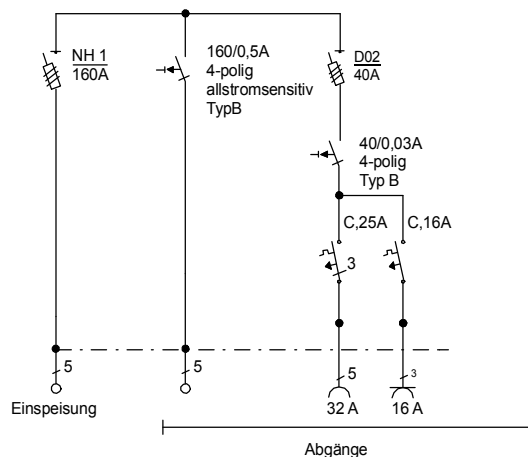 NH 1
160A
160/0,5A
4-polig
allstromsensitiv
TypB
D02
40A
40/0,03A
4-polig
Typ B
C,25A
C,16A
3
5
5
5
3
Einspeisung
32 A
16 A
Abgänge